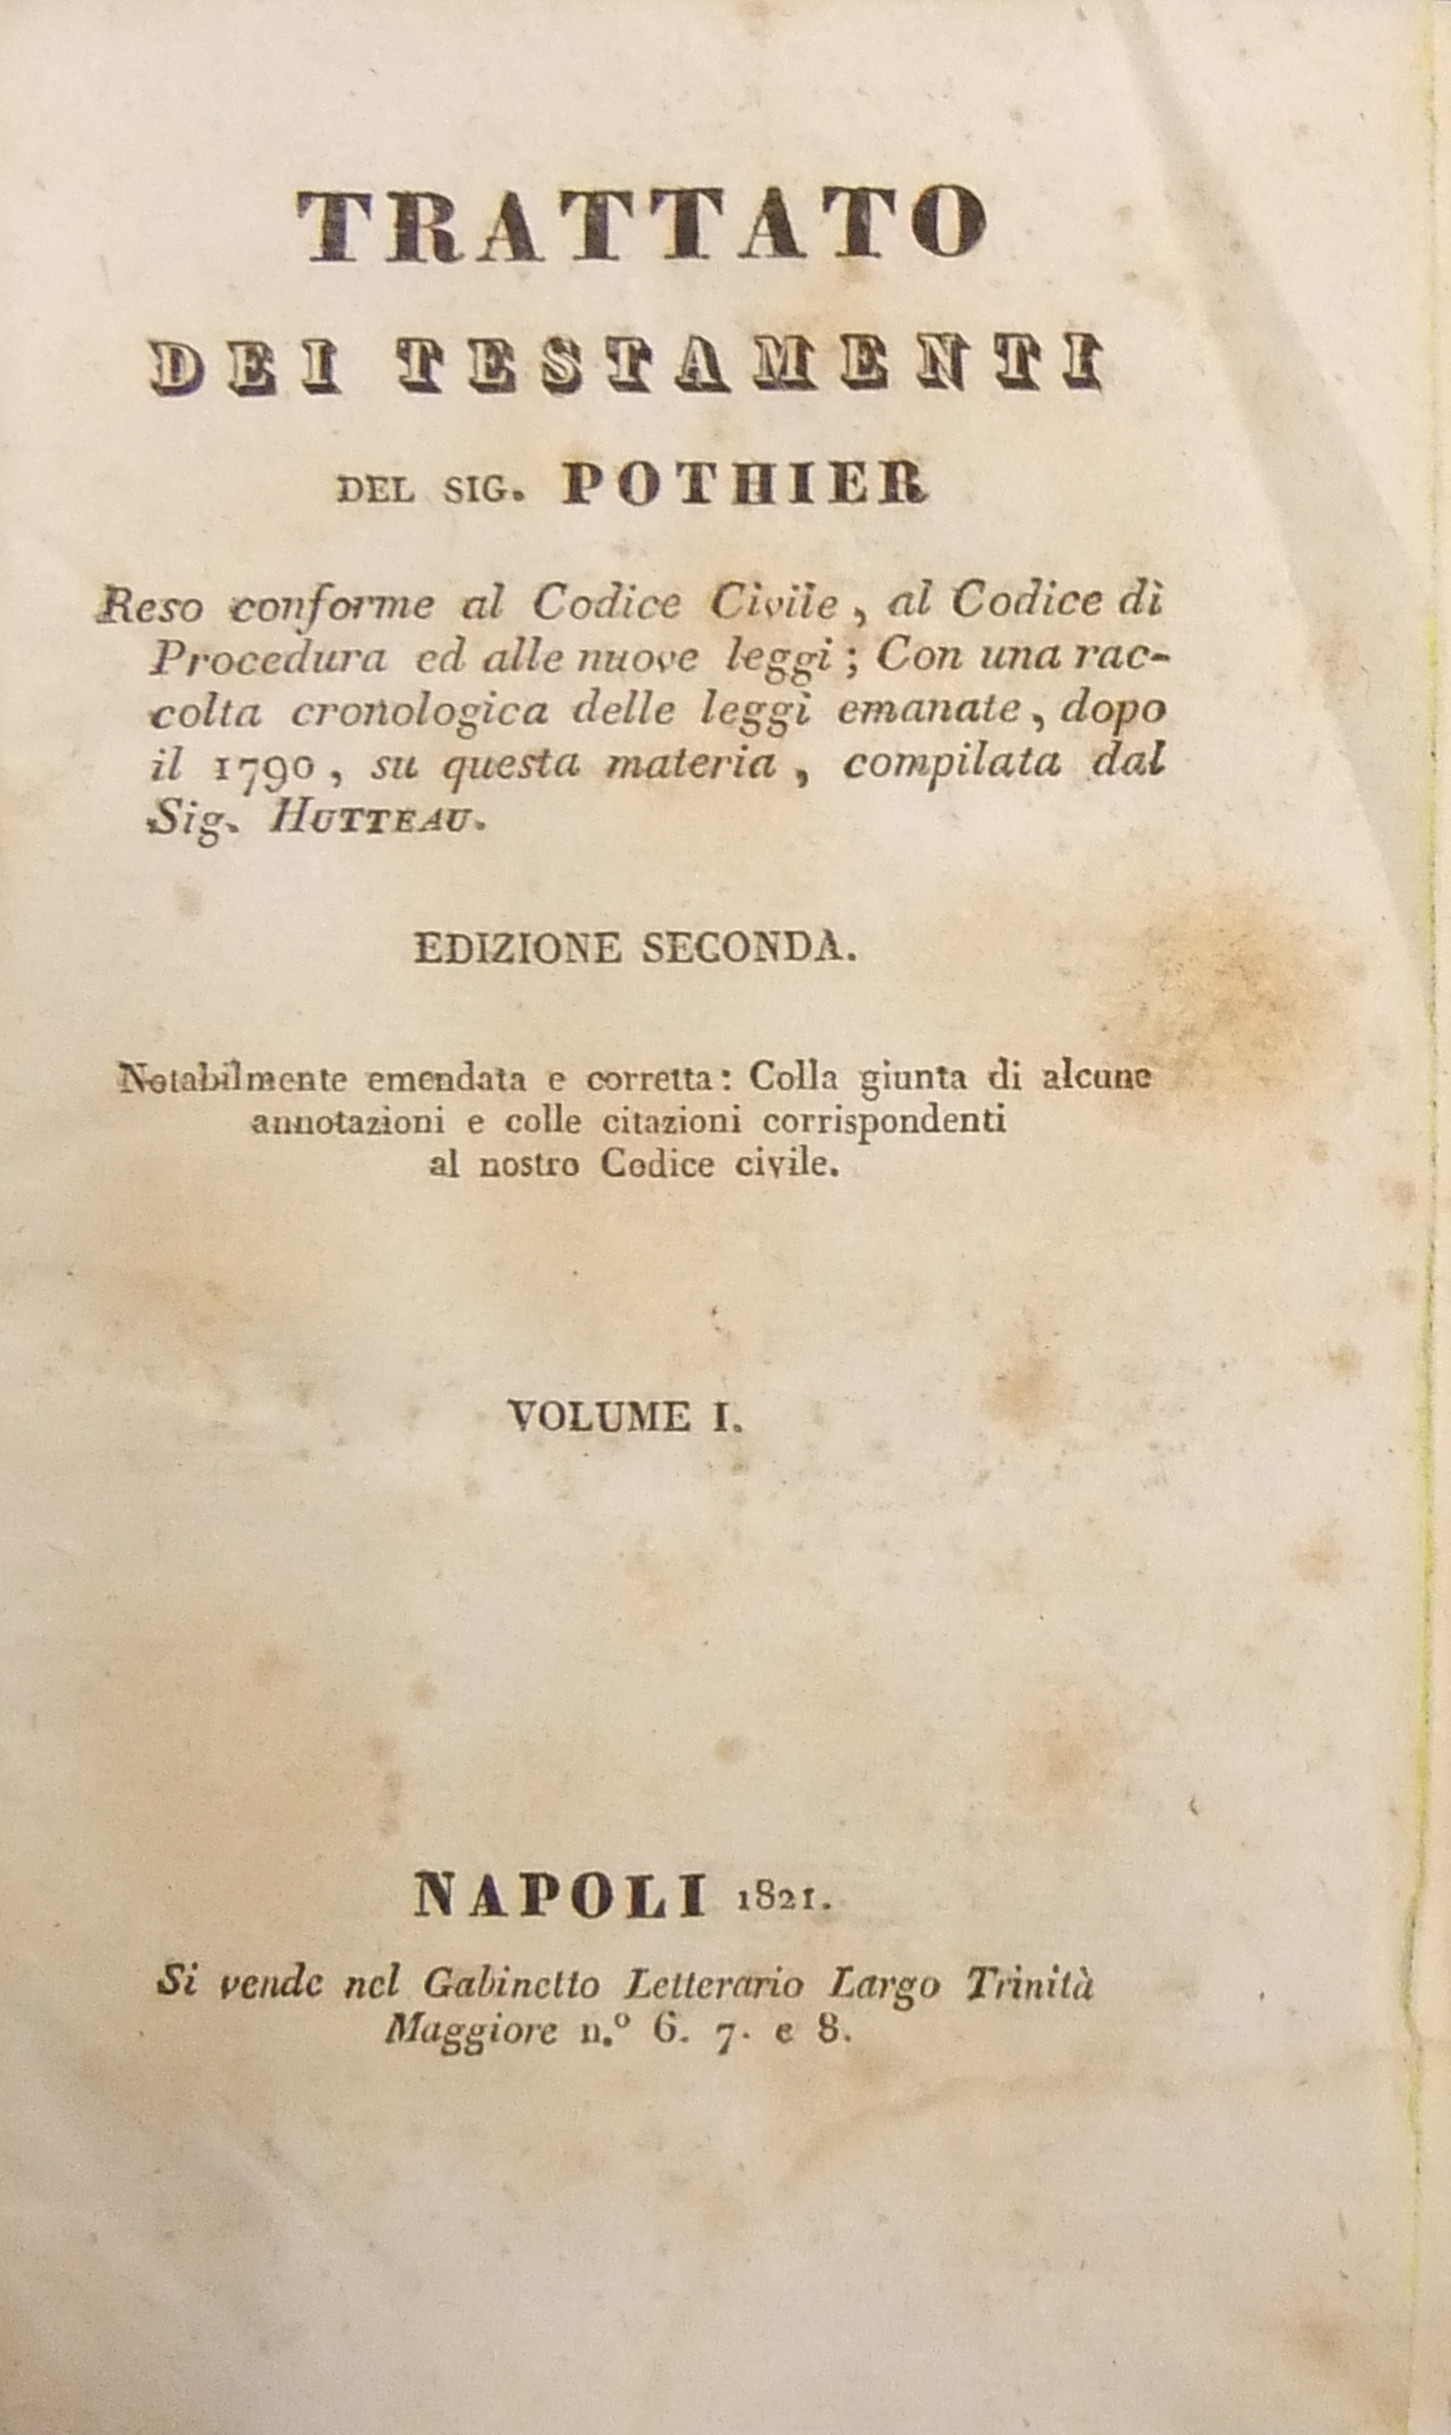 TRATTATO
DEI TESTAMENTI
DEL SIG. POTHIER
Reso conforme al Codice Civile, al Codice di
Procedura ed alle nuove leggi; Con una rac-
colta cronologica delle leggi emanate, dopo
il 1790, su questa materia, compilata dal
Sig. HUTTEAU.
EDIZIONE SECONDA.
Notabilmente emendata e corretta: Colla giunta di alcune
annotazioni e colle citazioni corrispondenti
al nostro Codice civile.
VOLUME I.
NAPOLI 1821.
Si vende nel Gabinetto Letterario Largo Trinità
Maggiore n.º 6. 7. e 8.